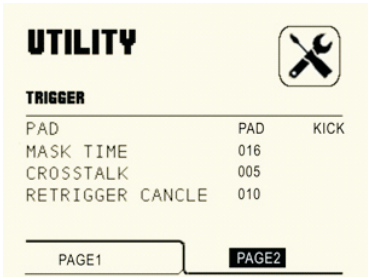 UTILITY
TRIGGER
PAD PAD KICK
MASK TIME 016
CROSSTALK 005
RETRIGGER CANCLE 010
PAGE1 PAGE2